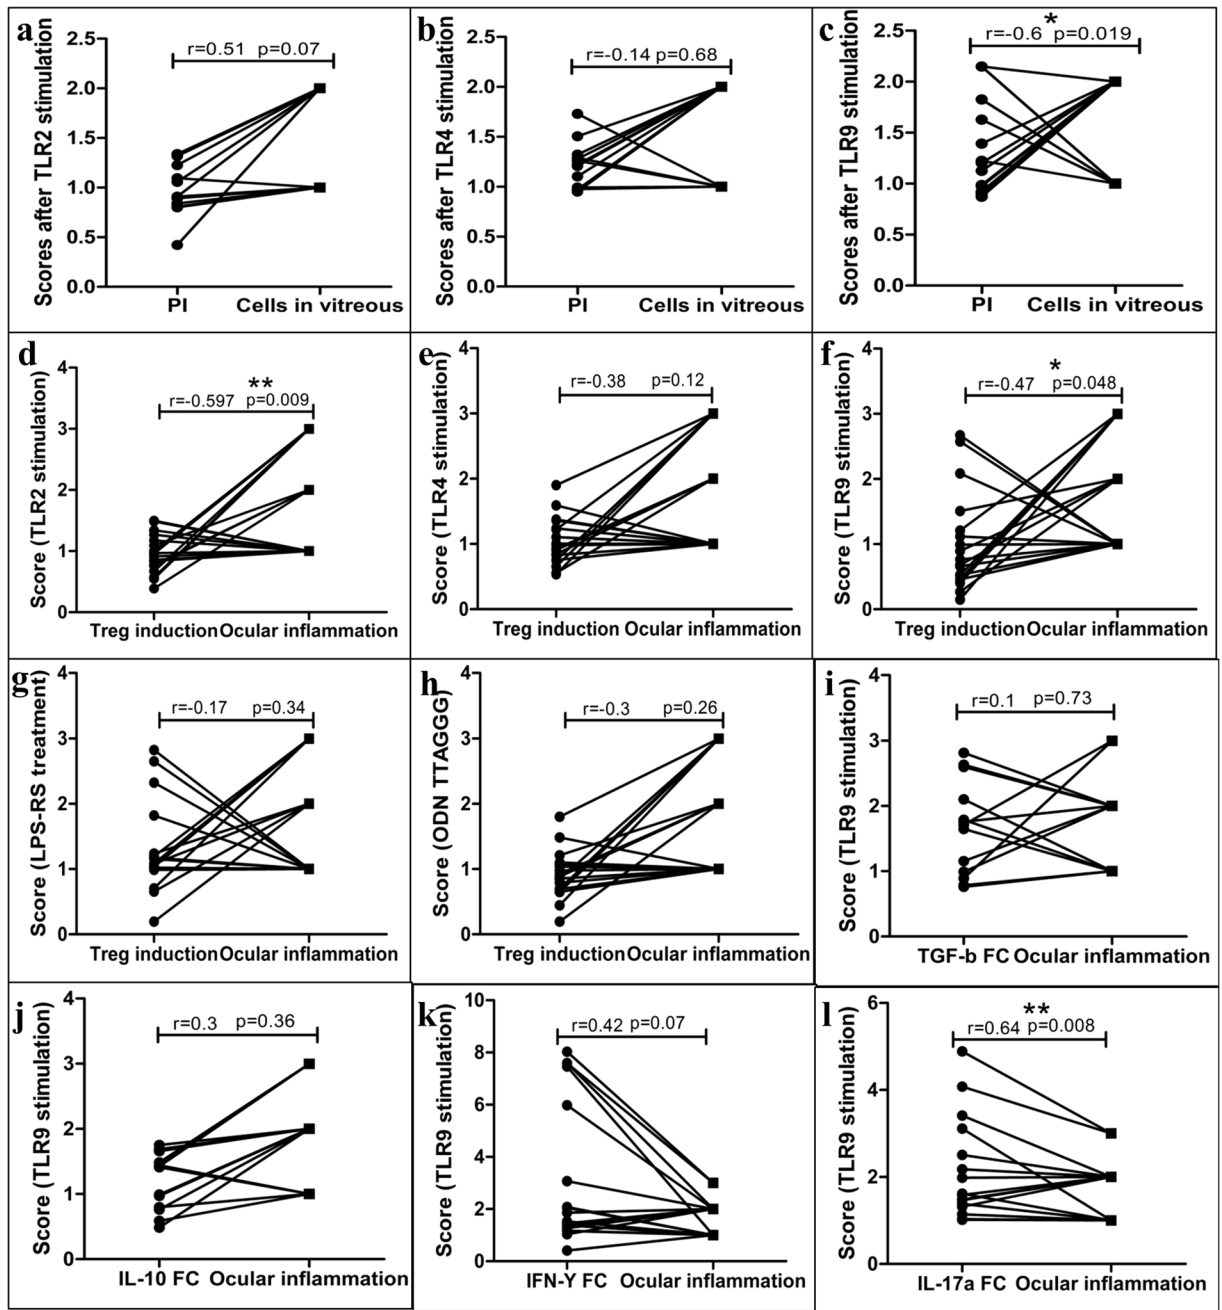 a
Scores after TLR2 stimulation
2.5
2.0
1.5
1.0
0.5
0.0
r=0.51 p=0.07
PI Cells in vitreous
b
Scores after TLR4 stimulation
2.5
2.0
1.5
1.0
0.5
0.0
r=-0.14 p=0.68
PI Cells in vitreous
c
Scores after TLR9 stimulation
2.5
2.0
1.5
1.0
0.5
0.0
*
r=-0.6 p=0.019
PI Cells in vitreous
d
Score (TLR2 stimulation)
4
3
2
1
0
**
r=-0.597 p=0.009
Treg induction Ocular inflammation
e
Score (TLR4 stimulation)
4
3
2
1
0
r=-0.38 p=0.12
Treg induction Ocular inflammation
f
Score (TLR9 stimulation)
4
3
2
1
0
*
r=-0.47 p=0.048
Treg induction Ocular inflammation
g
Score (LPS-RS treatment)
4
3
2
1
0
r=-0.17 p=0.34
Treg induction Ocular inflammation
h
Score (ODN TTAGGG)
4
3
2
1
0
r=-0.3 p=0.26
Treg induction Ocular inflammation
i
Score (TLR9 stimulation)
4
3
2
1
0
r=0.1 p=0.73
TGF-b FC Ocular inflammation
j
Score (TLR9 stimulation)
4
3
2
1
0
r=0.3 p=0.36
IL-10 FC Ocular inflammation
k
Score (TLR9 stimulation)
10
8
6
4
2
0
r=0.42 p=0.07
IFN-Y FC Ocular inflammation
l
Score (TLR9 stimulation)
6
4
2
0
**
r=0.64 p=0.008
IL-17a FC Ocular inflammation